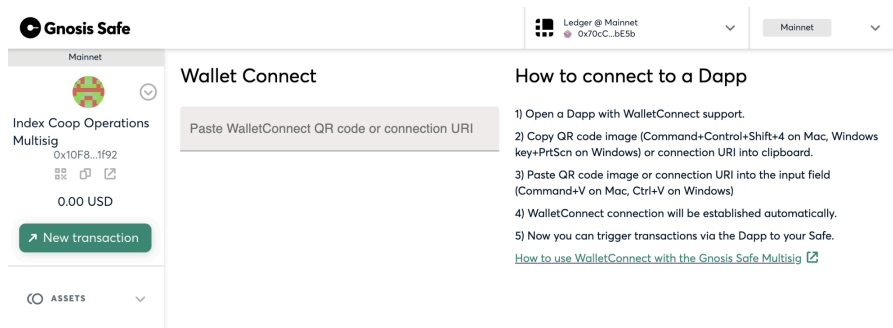 Gnosis Safe
Ledger @ Mainnet
0x70cC...bE5b
Mainnet
Mainnet
Index Coop Operations
Multisig
0x10F8...1f92
0.00 USD
New transaction
ASSETS
Wallet Connect
Paste WalletConnect QR code or connection URI
How to connect to a Dapp
1) Open a Dapp with WalletConnect support.
2) Copy QR code image (Command+Control+Shift+4 on Mac, Windows
key+PrtScn on Windows) or connection URI into clipboard.
3) Paste QR code image or connection URI into the input field
(Command+V on Mac, Ctrl+V on Windows)
4) WalletConnect connection will be established automatically.
5) Now you can trigger transactions via the Dapp to your Safe.
How to use WalletConnect with the Gnosis Safe Multisig